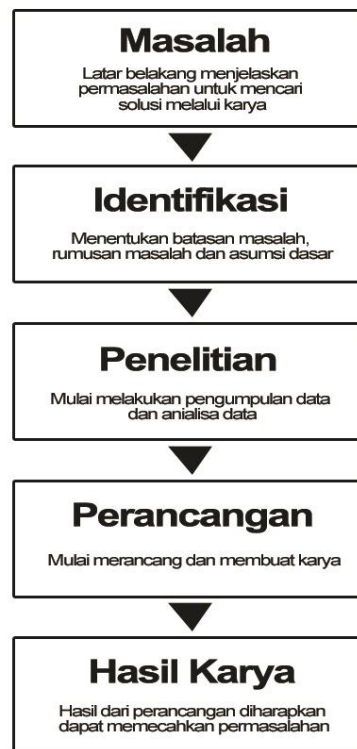 Masalah
Latar belakang menjelaskan
permasalahan untuk mencari
solusi melalui karya
Identifikasi
Menentukan batasan masalah,
rumusan masalah dan asumsi dasar
Penelitian
Mulai melakukan pengumpulan data
dan anialisa data
Perancangan
Mulai merancang dan membuat karya
Hasil Karya
Hasil dari perancangan diharapkan
dapat memecahkan permasalahan